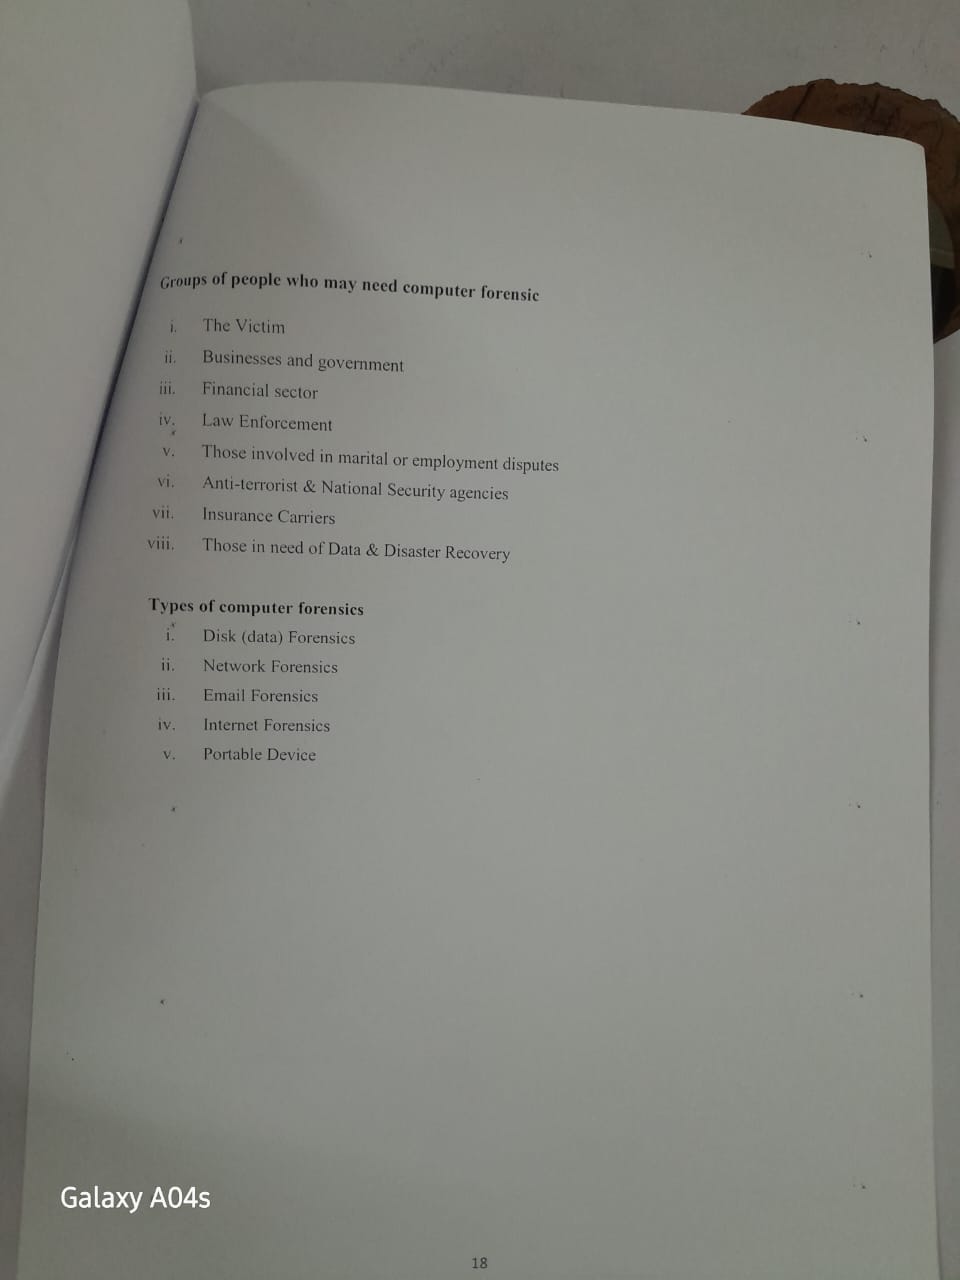 Groups of people who may need computer forensic
i. The Victim
ii. Businesses and government
iii. Financial sector
iv. Law Enforcement
v. Those involved in marital or employment disputes
vi. Anti-terrorist & National Security agencies
vii. Insurance Carriers
viii. Those in need of Data & Disaster Recovery
Types of computer forensics
i. Disk (data) Forensics
ii. Network Forensics
iii. Email Forensics
iv. Internet Forensics
v. Portable Device
Galaxy A04s
18